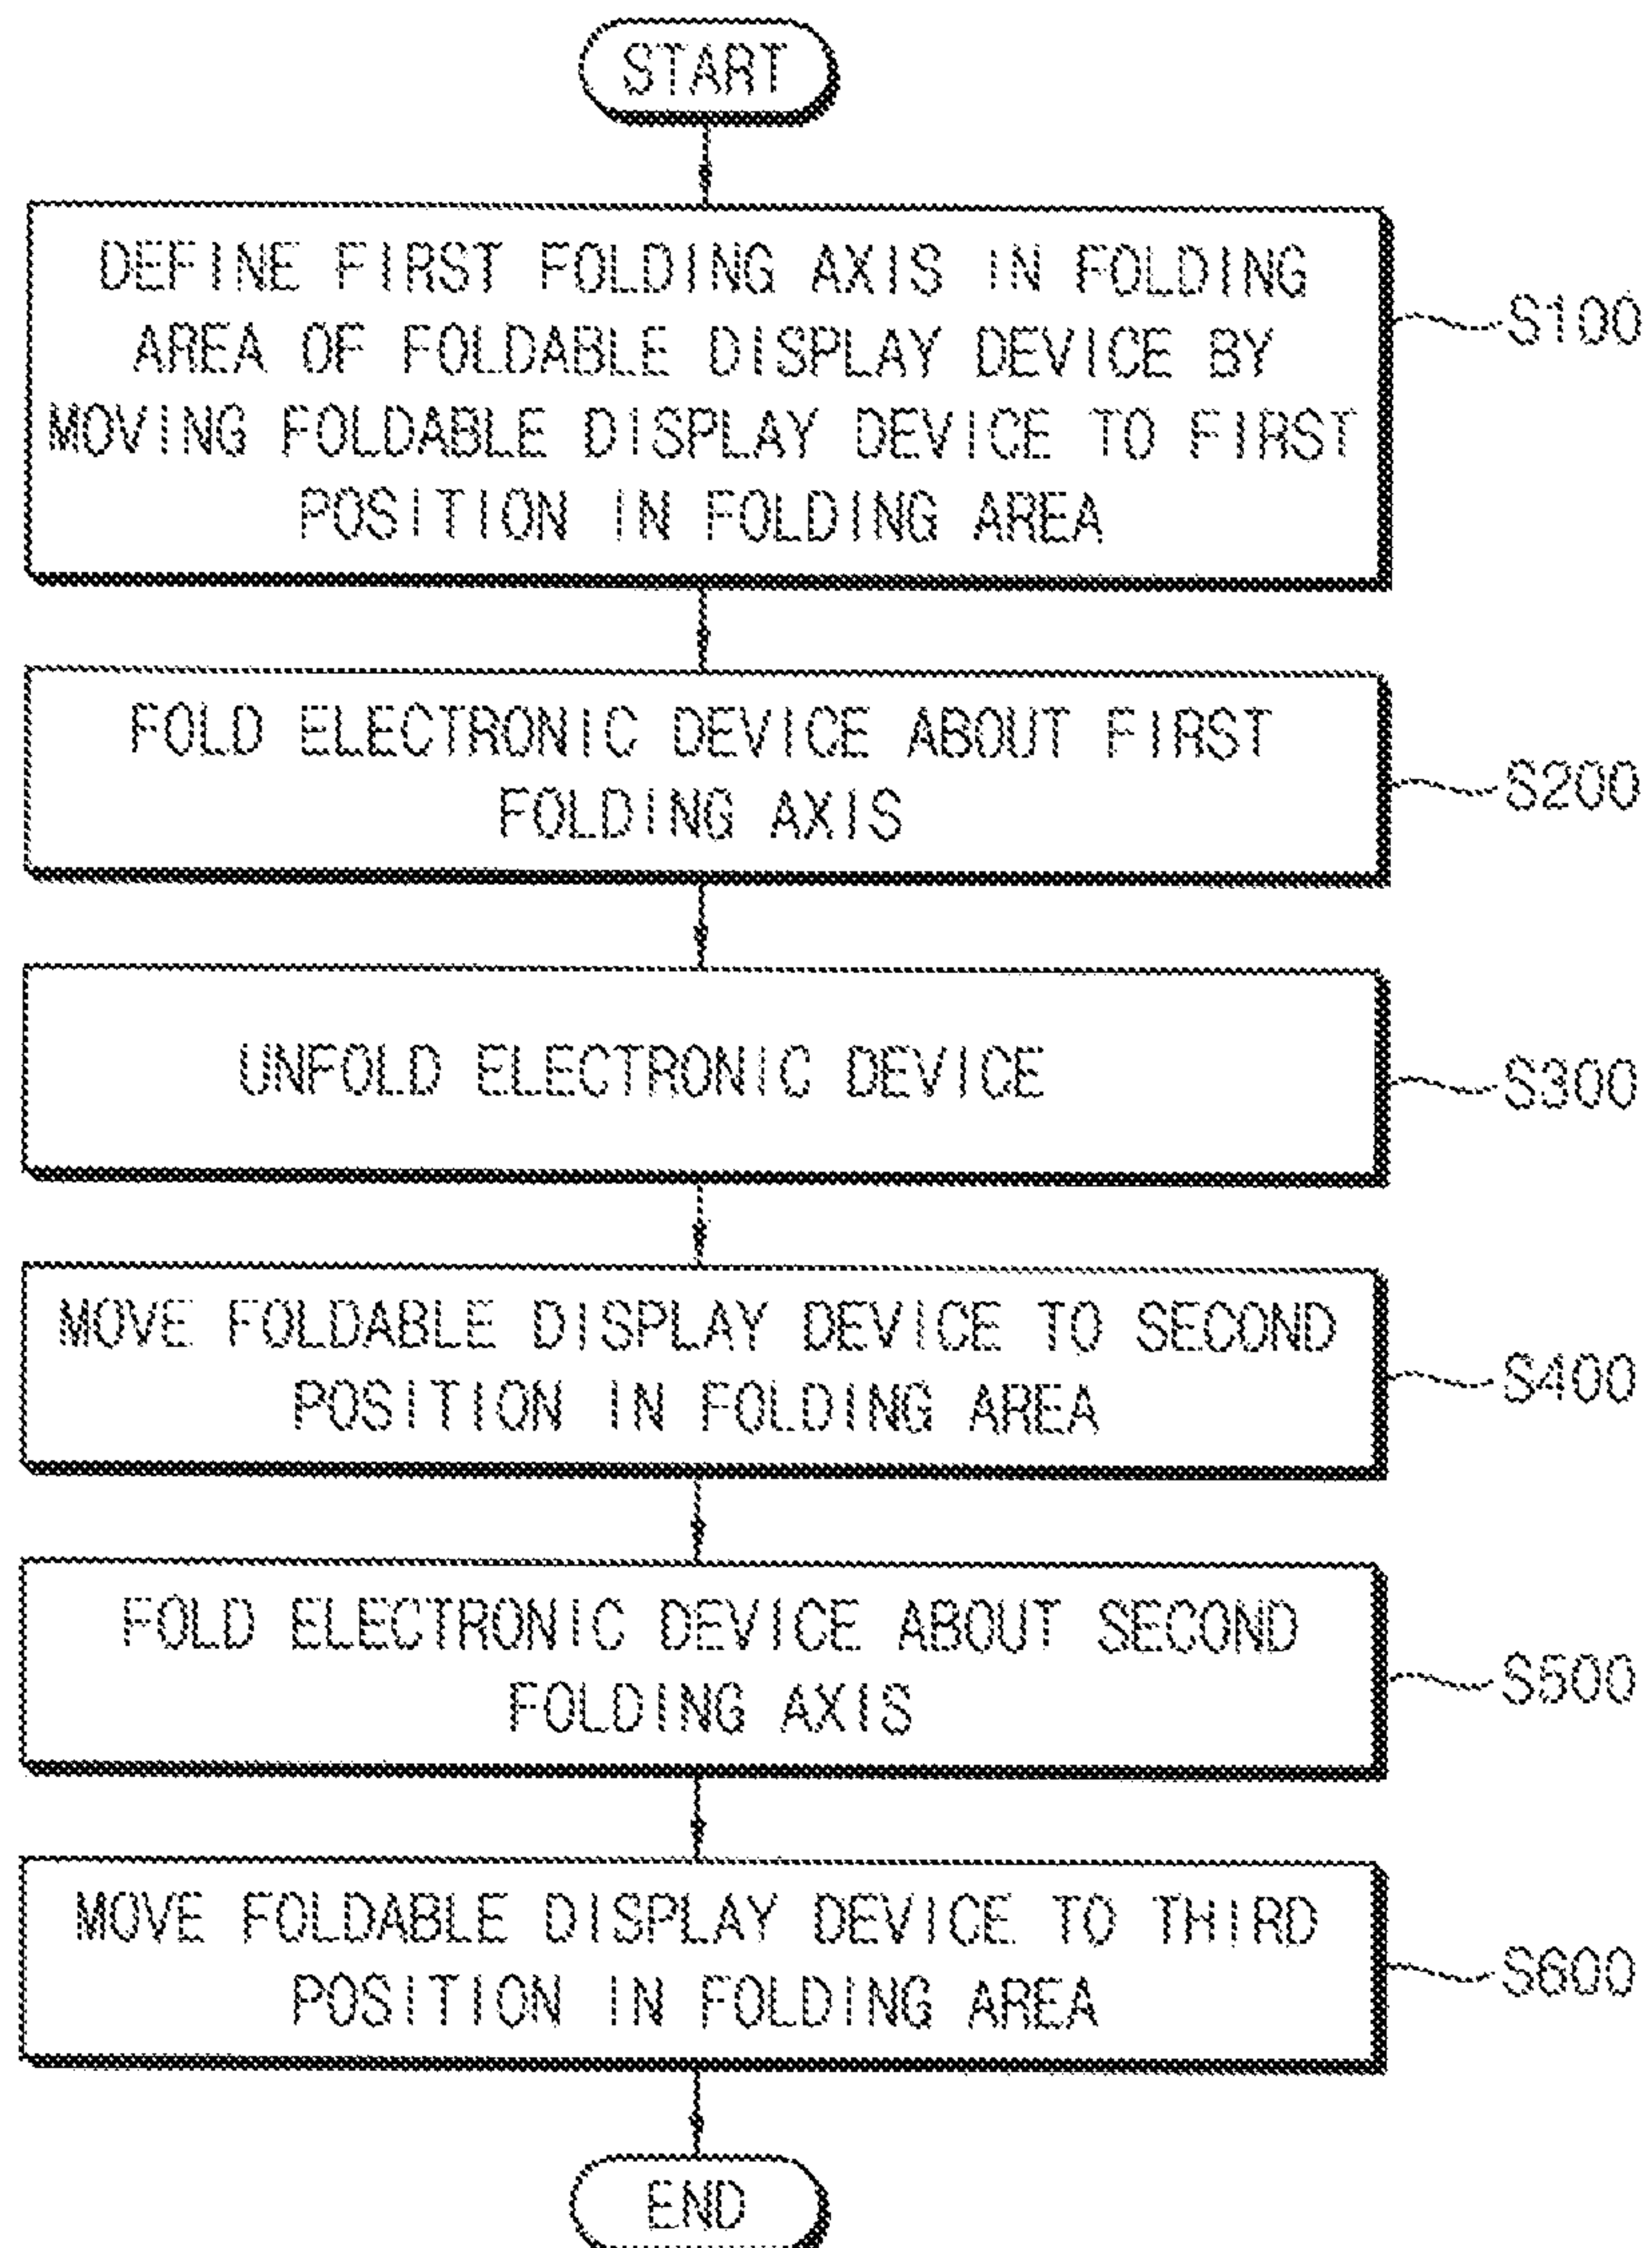 START
DEFINE FIRST FOLDING AXIS IN FOLDING
AREA OF FOLDABLE DISPLAY DEVICE BY
MOVING FOLDABLE DISPLAY DEVICE TO FIRST
POSITION IN FOLDING AREA
S100
FOLD ELECTRONIC DEVICE ABOUT FIRST
FOLDING AXIS
S200
UNFOLD ELECTRONIC DEVICE
S300
MOVE FOLDABLE DISPLAY DEVICE TO SECOND
POSITION IN FOLDING AREA
S400
FOLD ELECTRONIC DEVICE ABOUT SECOND
FOLDING AXIS
S500
MOVE FOLDABLE DISPLAY DEVICE TO THIRD
POSITION IN FOLDING AREA
S600
END